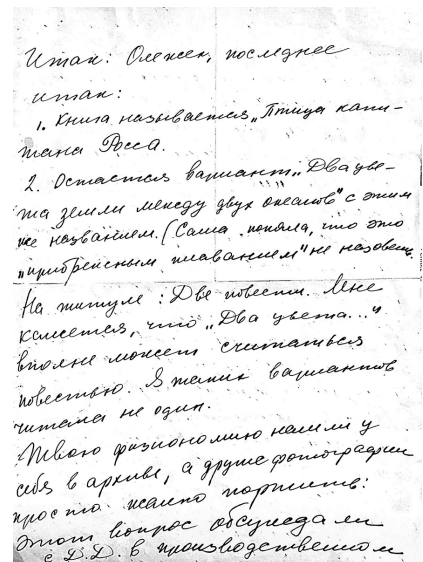 Итак: Олежек, последнее
итак:
1. Книга называется „Птица капи-
тана Росса.
2. Остается вариант „Два цве-
та земли между двух океанов" с этим
же названием. (Сама поняла, что это
„прибрейсным плаванием" не назовешь.
На титуле: Две повести. Мне
кажется, что „Два цвета..."
вполне может считаться
повестью. Я таких вариантов
читала не один.
Твою физиономию нашли у
себя в архиве, а другие фотографии
просто жалко портить.
Этот вопрос обсуждали
с Д.Д. в производственном